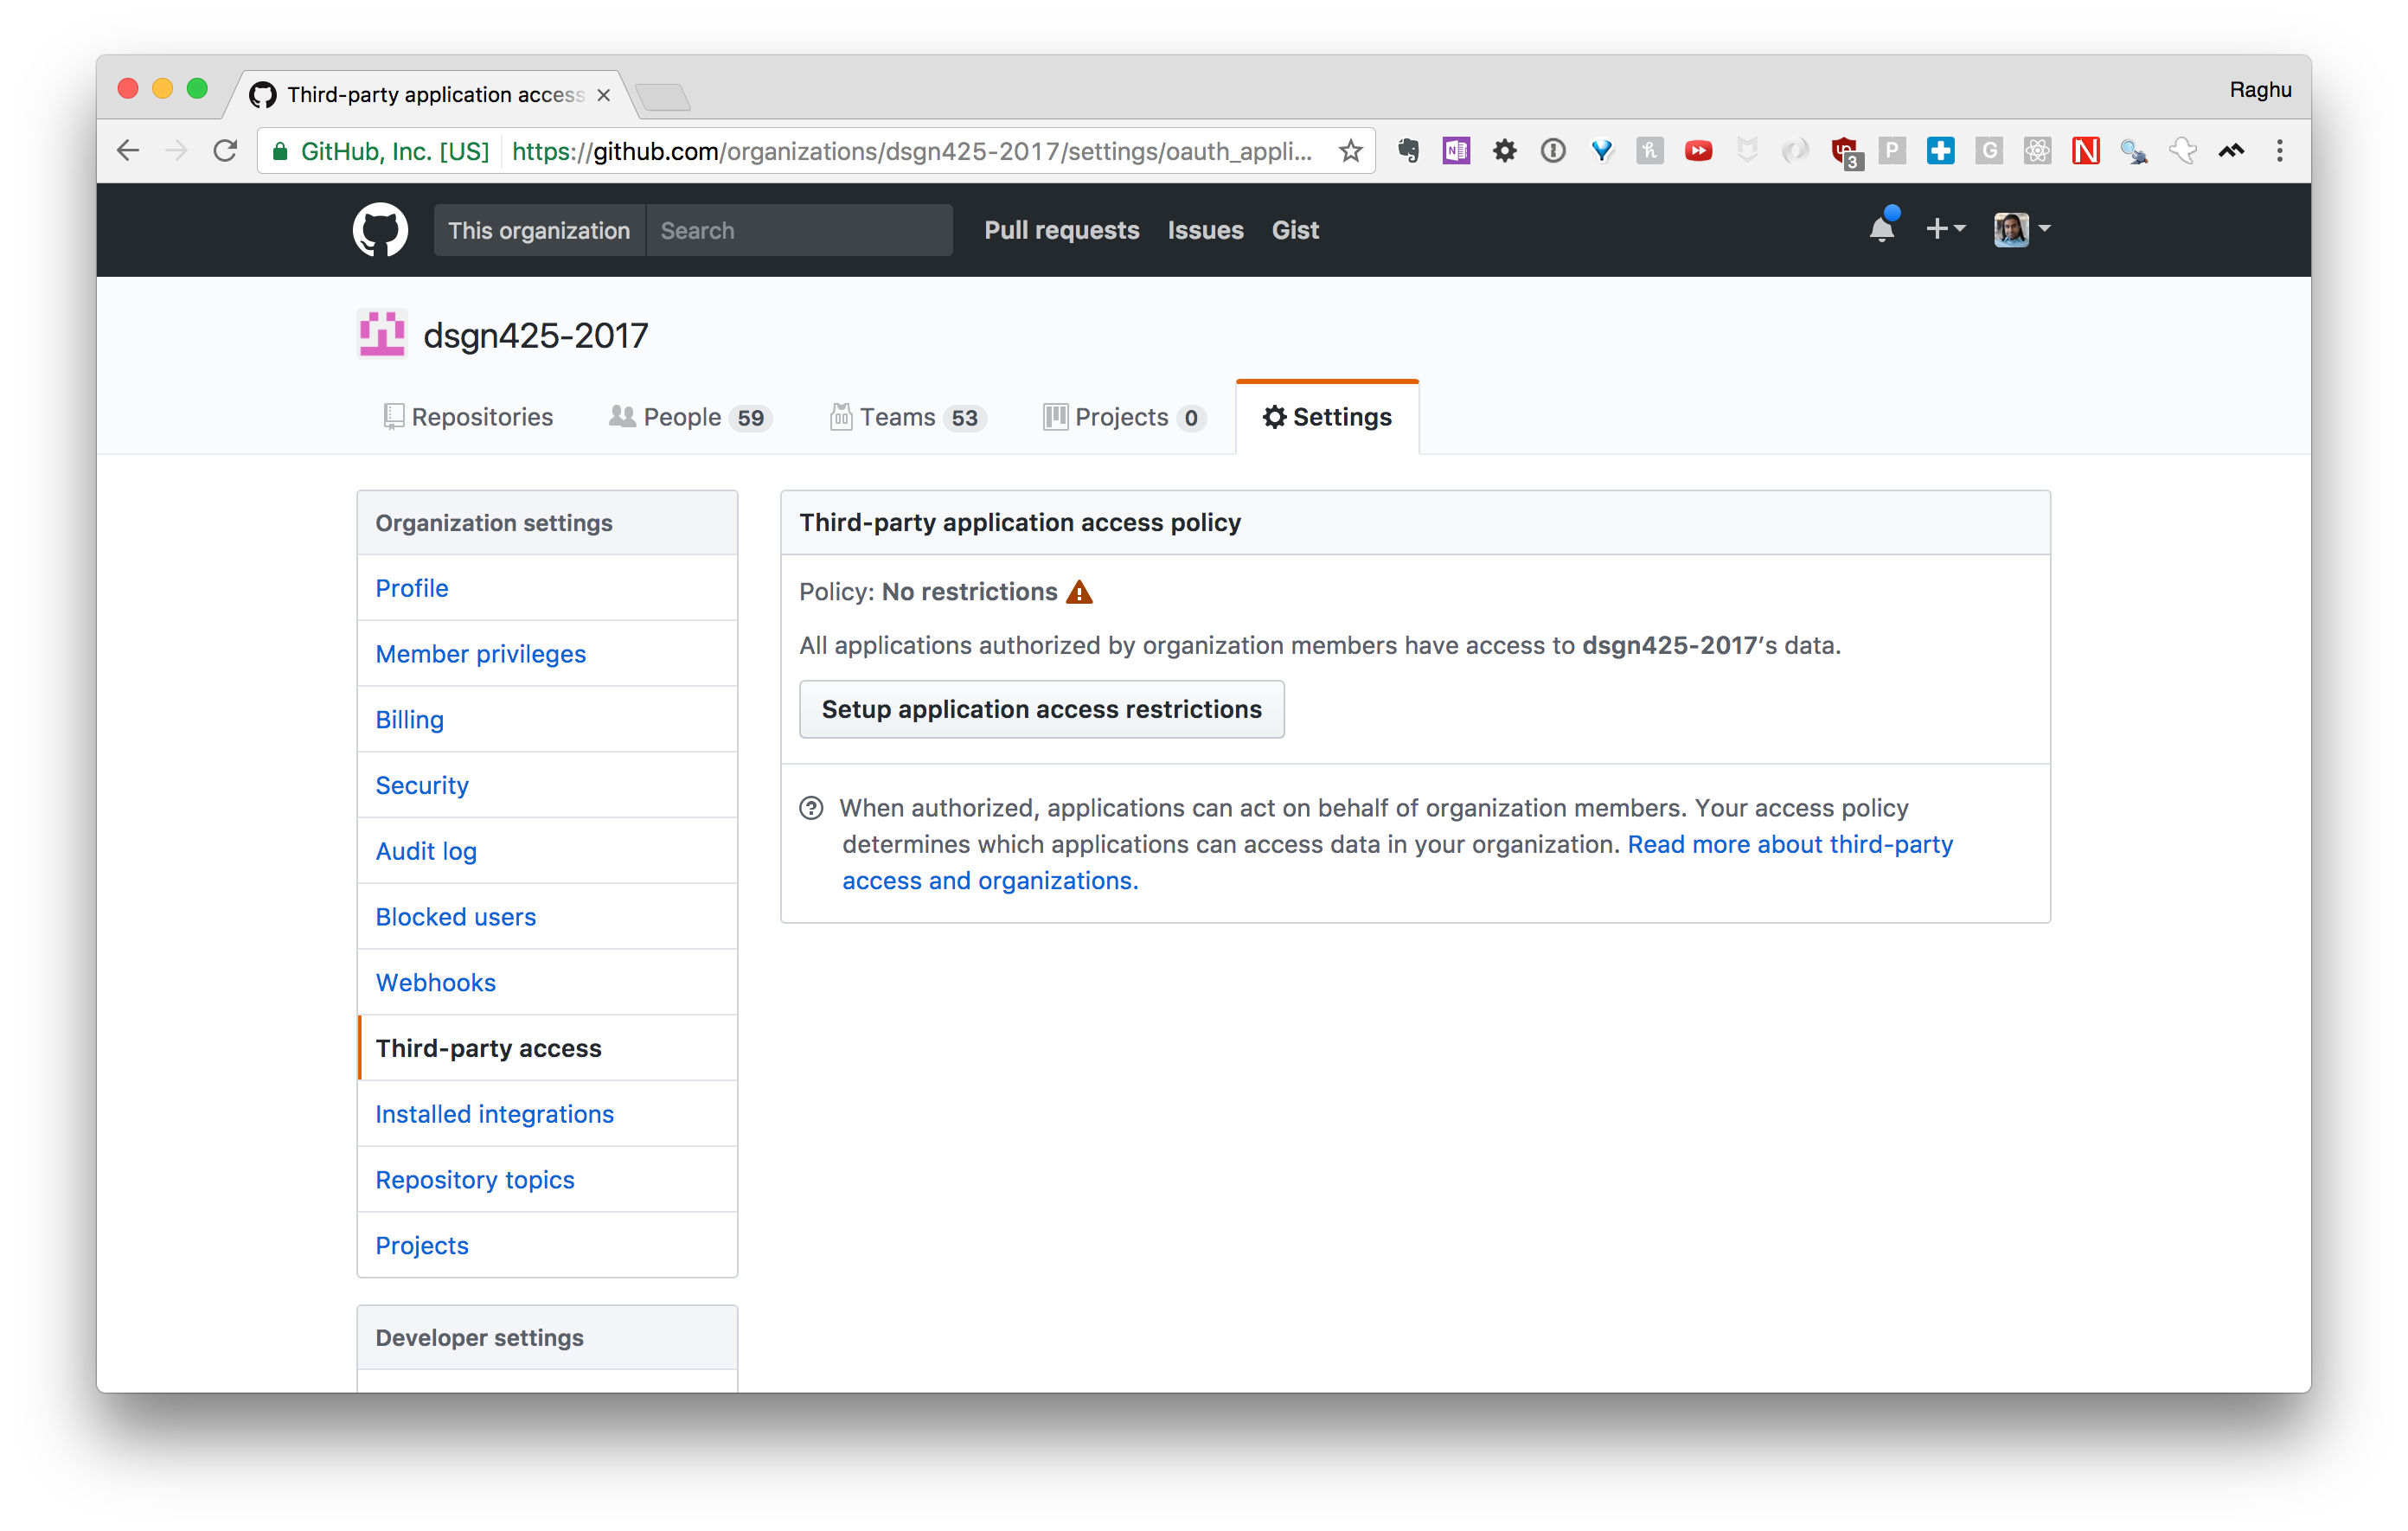 Third-party application access
Raghu
GitHub, Inc. [US] https://github.com/organizations/dsgn425-2017/settings/oauth_appli...
3
This organization Search Pull requests Issues Gist
dsgn425-2017
Repositories People 59 Teams 53 Projects 0 Settings
Organization settings
Profile
Member privileges
Billing
Security
Audit log
Blocked users
Webhooks
Third-party access
Installed integrations
Repository topics
Projects
Developer settings
Third-party application access policy
Policy: No restrictions
All applications authorized by organization members have access to dsgn425-2017’s data.
Setup application access restrictions
When authorized, applications can act on behalf of organization members. Your access policy
determines which applications can access data in your organization. Read more about third-party
access and organizations.